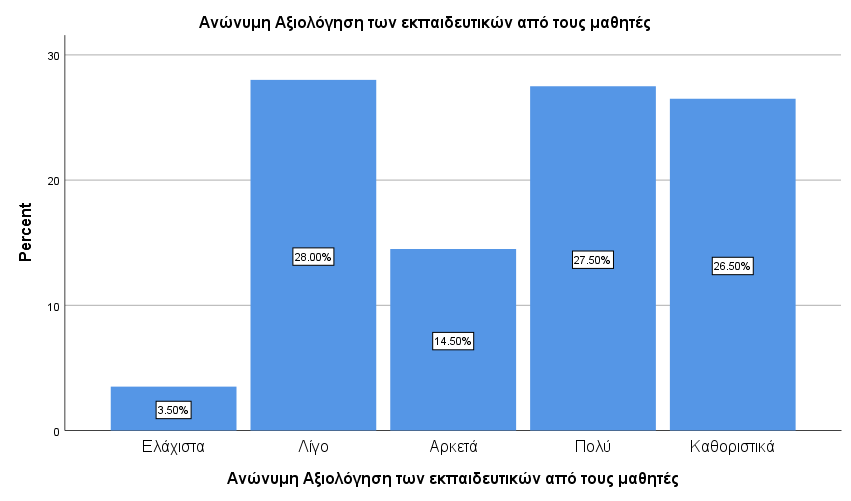 Ανώνυμη Αξιολόγηση των εκπαιδευτικών από τους μαθητές
Percent
30
20
10
0
3.50%
28.00%
14.50%
27.50%
26.50%
Ελάχιστα Λίγο Αρκετά Πολύ Καθοριστικά
Ανώνυμη Αξιολόγηση των εκπαιδευτικών από τους μαθητές